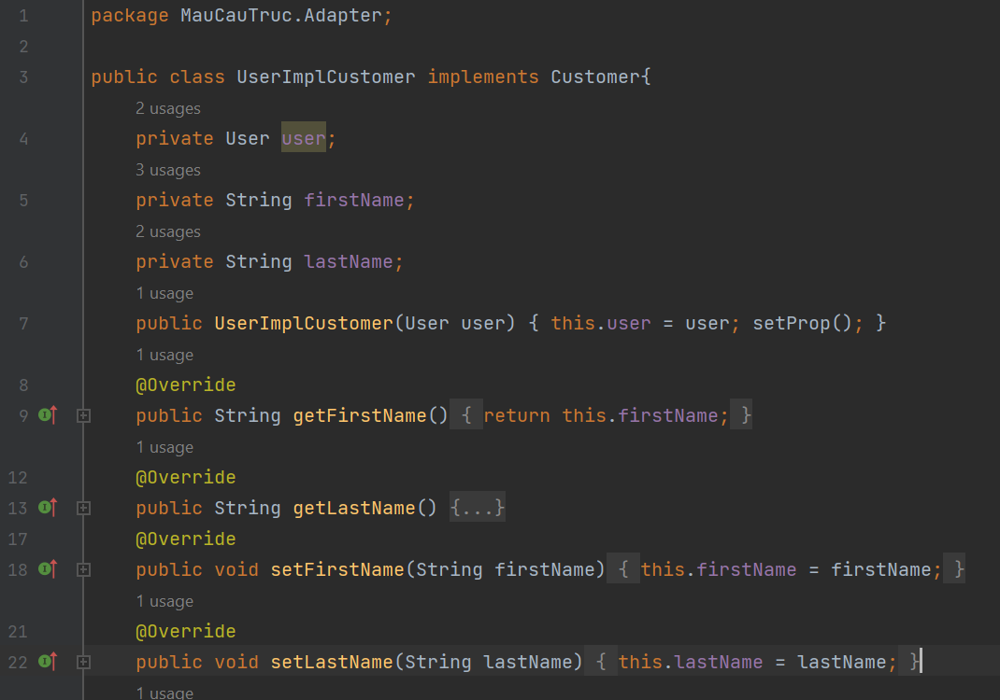 1 package MauCauTruc.Adapter;
2
3 public class UserImplCustomer implements Customer{
2 usages
4 private User user;
3 usages
5 private String firstName;
2 usages
6 private String lastName;
1 usage
7 public UserImplCustomer(User user) { this.user = user; setProp(); }
1 usage
8 @Override
9 public String getFirstName() { return this.firstName; }
1 usage
12 @Override
13 public String getLastName() {...}
17 @Override
18 public void setFirstName(String firstName) { this.firstName = firstName; }
1 usage
21 @Override
22 public void setLastName(String lastName) { this.lastName = lastName; }
1 usage